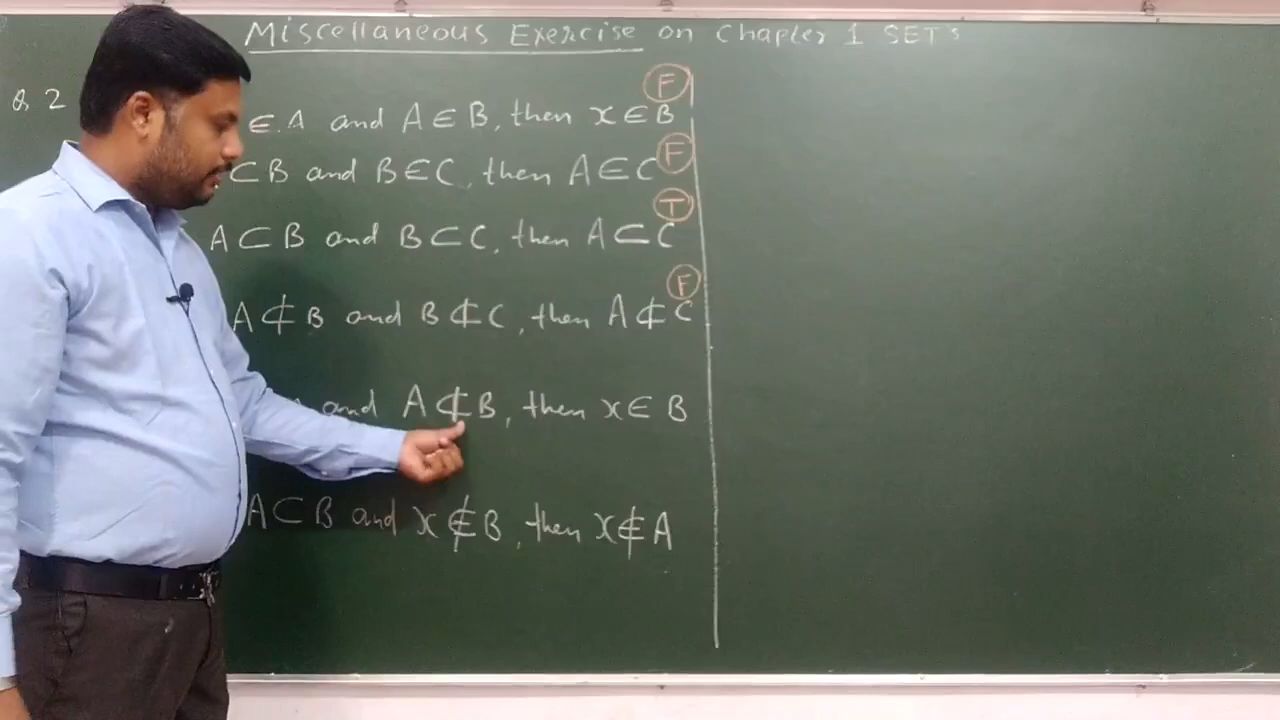 Miscellaneous Exercise on Chapter 1 SETs
Q. 2
∈ A and A ∈ B, then x ∈ B F
⊂ B and B ∈ C, then A ∈ C F
A ⊂ B and B ⊂ C, then A ⊂ C T
A ⊄ B and B ⊄ C, then A ⊄ C F
and A ⊄ B, then x ∈ B
A ⊂ B and x ∉ B, then x ∉ A